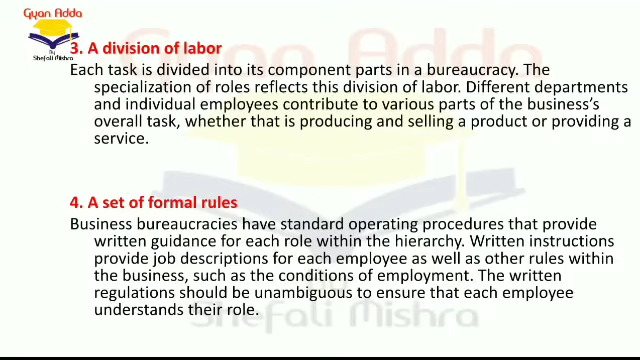 Gyan Adda
By
Shefali Mishra
3. A division of labor
Each task is divided into its component parts in a bureaucracy. The
specialization of roles reflects this division of labor. Different departments
and individual employees contribute to various parts of the business's
overall task, whether that is producing and selling a product or providing a
service.
4. A set of formal rules
Business bureaucracies have standard operating procedures that provide
written guidance for each role within the hierarchy. Written instructions
provide job descriptions for each employee as well as other rules within
the business, such as the conditions of employment. The written
regulations should be unambiguous to ensure that each employee
understands their role.
Gyan Adda
Shefali Mishra